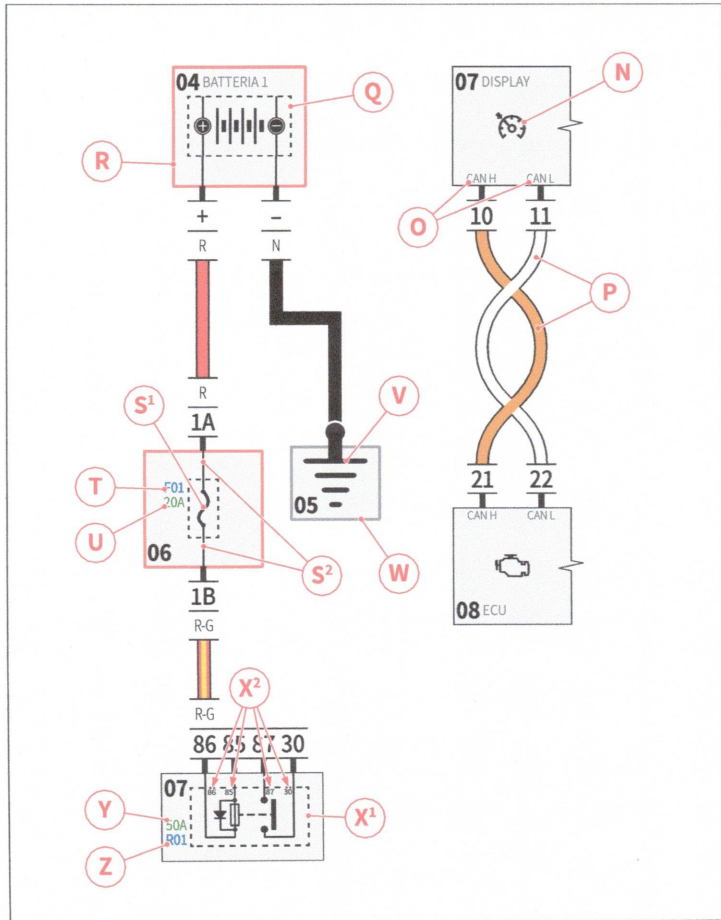 04 BATTERIA 1
Q
R
+
-
R
N
07 DISPLAY
N
CAN H
CAN L
O
10
11
P
R
1A
S¹
T
F01
U
20A
06
S²
1B
R-G
V
05
W
21
22
CAN H
CAN L
08 ECU
R-G
X²
86 85 87 30
07
86 85 87 30
Y
50A
R01
Z
X¹